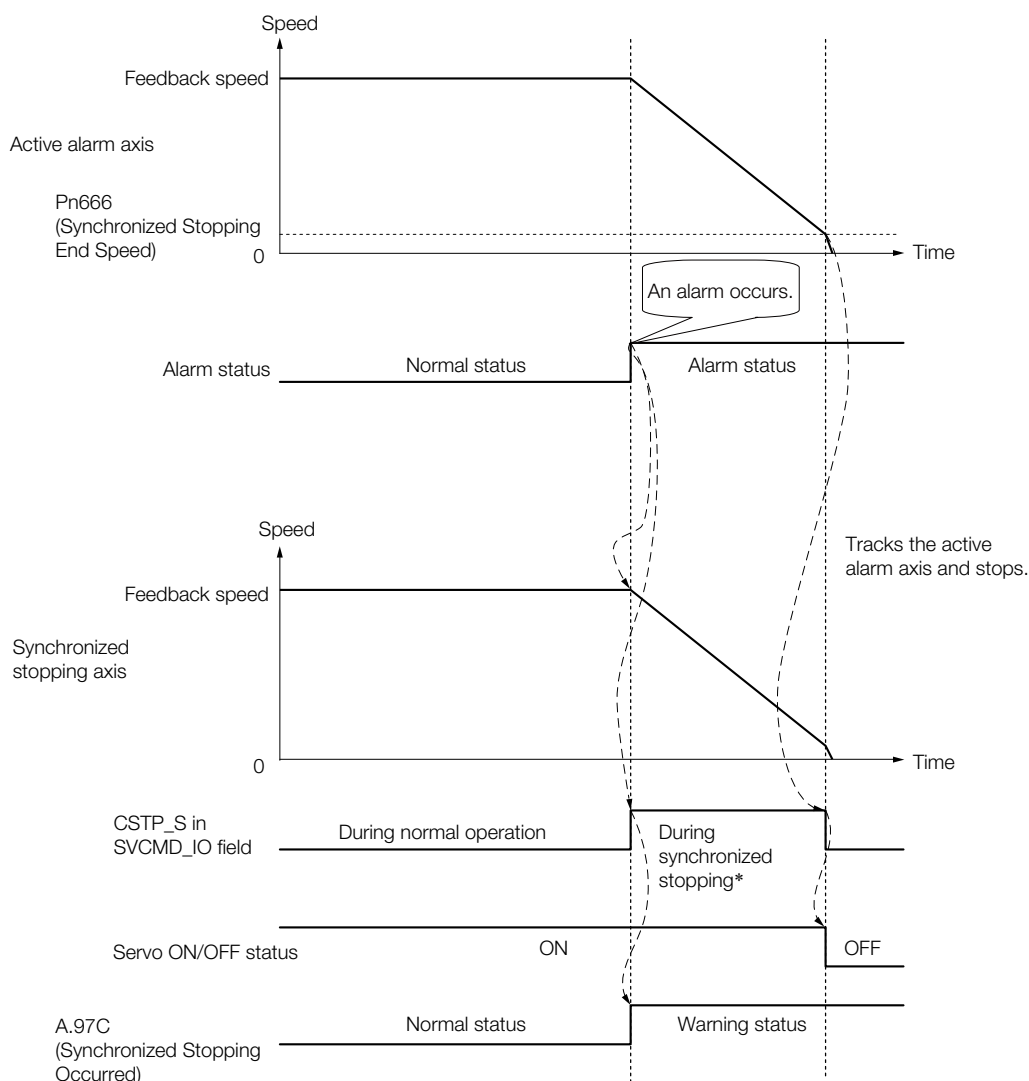 Speed
Feedback speed
Active alarm axis
Pn666
(Synchronized Stopping
End Speed)
0
Time
An alarm occurs.
Alarm status
Normal status
Alarm status
Speed
Tracks the active
alarm axis and stops.
Feedback speed
Synchronized
stopping axis
0
Time
CSTP_S in
SVCMD_IO field
During normal operation
During
synchronized
stopping*
Servo ON/OFF status
ON
OFF
A.97C
(Synchronized Stopping
Occurred)
Normal status
Warning status